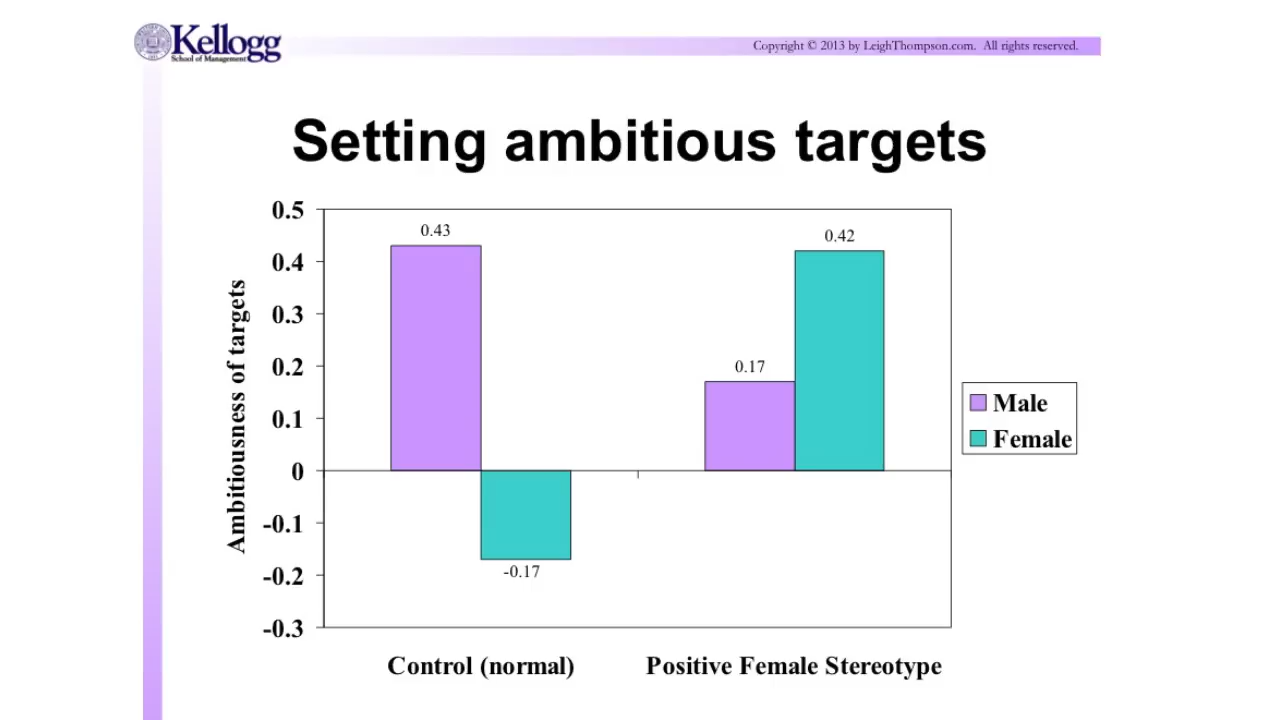 Kellogg
School of Management
Copyright © 2013 by LeighThompson.com. All rights reserved.
Setting ambitious targets
Ambitiousness of targets
0.5
0.4
0.3
0.2
0.1
0
-0.1
-0.2
-0.3
0.43
-0.17
0.17
0.42
Male
Female
Control (normal)
Positive Female Stereotype